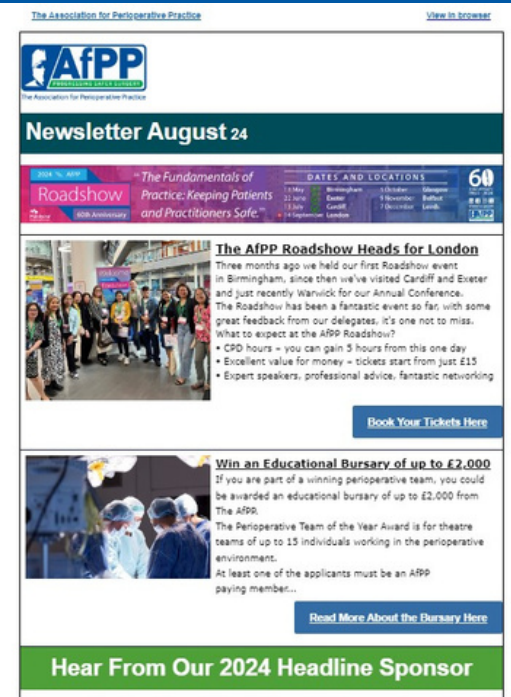 The Association for Perioperative Practice
View in browser
AfPP
PROGRESSING SAFER SURGERY
The Association for Perioperative Practice
Newsletter August 24
2024 AfPP
Roadshow
60th Anniversary
"The Fundamentals of
Practice: Keeping Patients
and Practitioners Safe."
DATES AND LOCATIONS
Birmingham
Exeter
Cardiff
14 September London
October Glasgow
November Belfast
7 December Leeds
60
The AfPP Roadshow Heads for London
Three months ago we held our first Roadshow event
in Birmingham, since then we've visited Cardiff and Exeter
and just recently Warwick for our Annual Conference.
The Roadshow has been a fantastic event so far, with some
great feedback from our delegates, it's one not to miss.
What to expect at the AfPP Roadshow?
• CPD hours – you can gain 5 hours from this one day
• Excellent value for money – tickets start from just £15
• Expert speakers, professional advice, fantastic networking
Book Your Tickets Here
Win an Educational Bursary of up to £2,000
If you are part of a winning perioperative team, you could
be awarded an educational bursary of up to £2,000 from
The AfPP.
The Perioperative Team of the Year Award is for theatre
teams of up to 15 individuals working in the perioperative
environment.
At least one of the applicants must be an AfPP
paying member...
Read More About the Bursary Here
Hear From Our 2024 Headline Sponsor